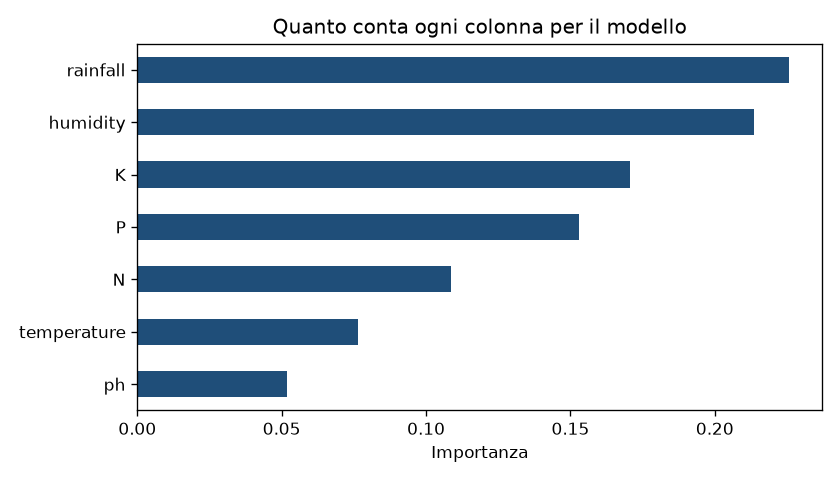 Quanto conta ogni colonna per il modello
rainfall
humidity
K
P
N
temperature
ph
0.00 0.05 0.10 0.15 0.20
Importanza